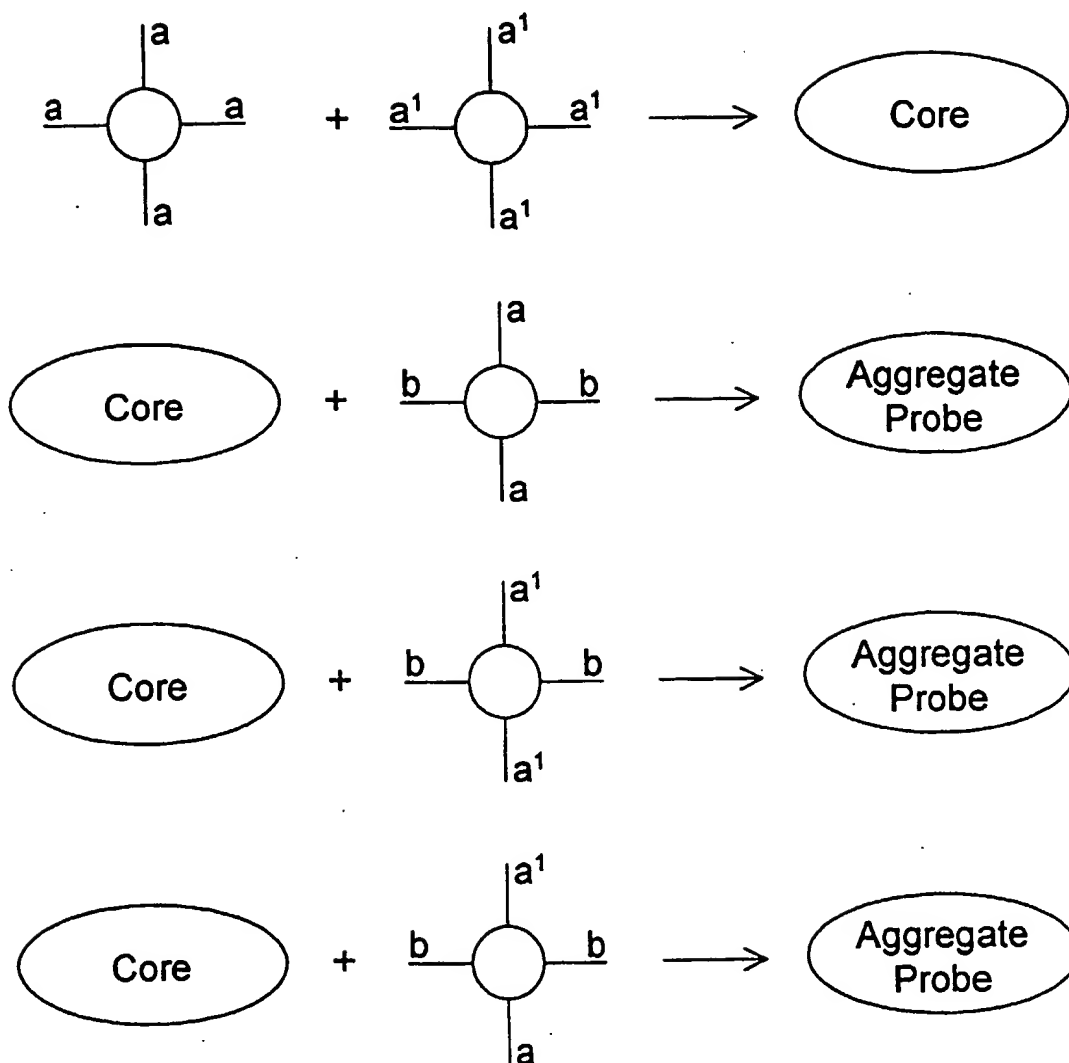 a a¹
a a + a¹ a¹ → Core
a a¹
a
Core + b b → Aggregate Probe
a
a¹
Core + b b → Aggregate Probe
a¹
a¹
Core + b b → Aggregate Probe
a